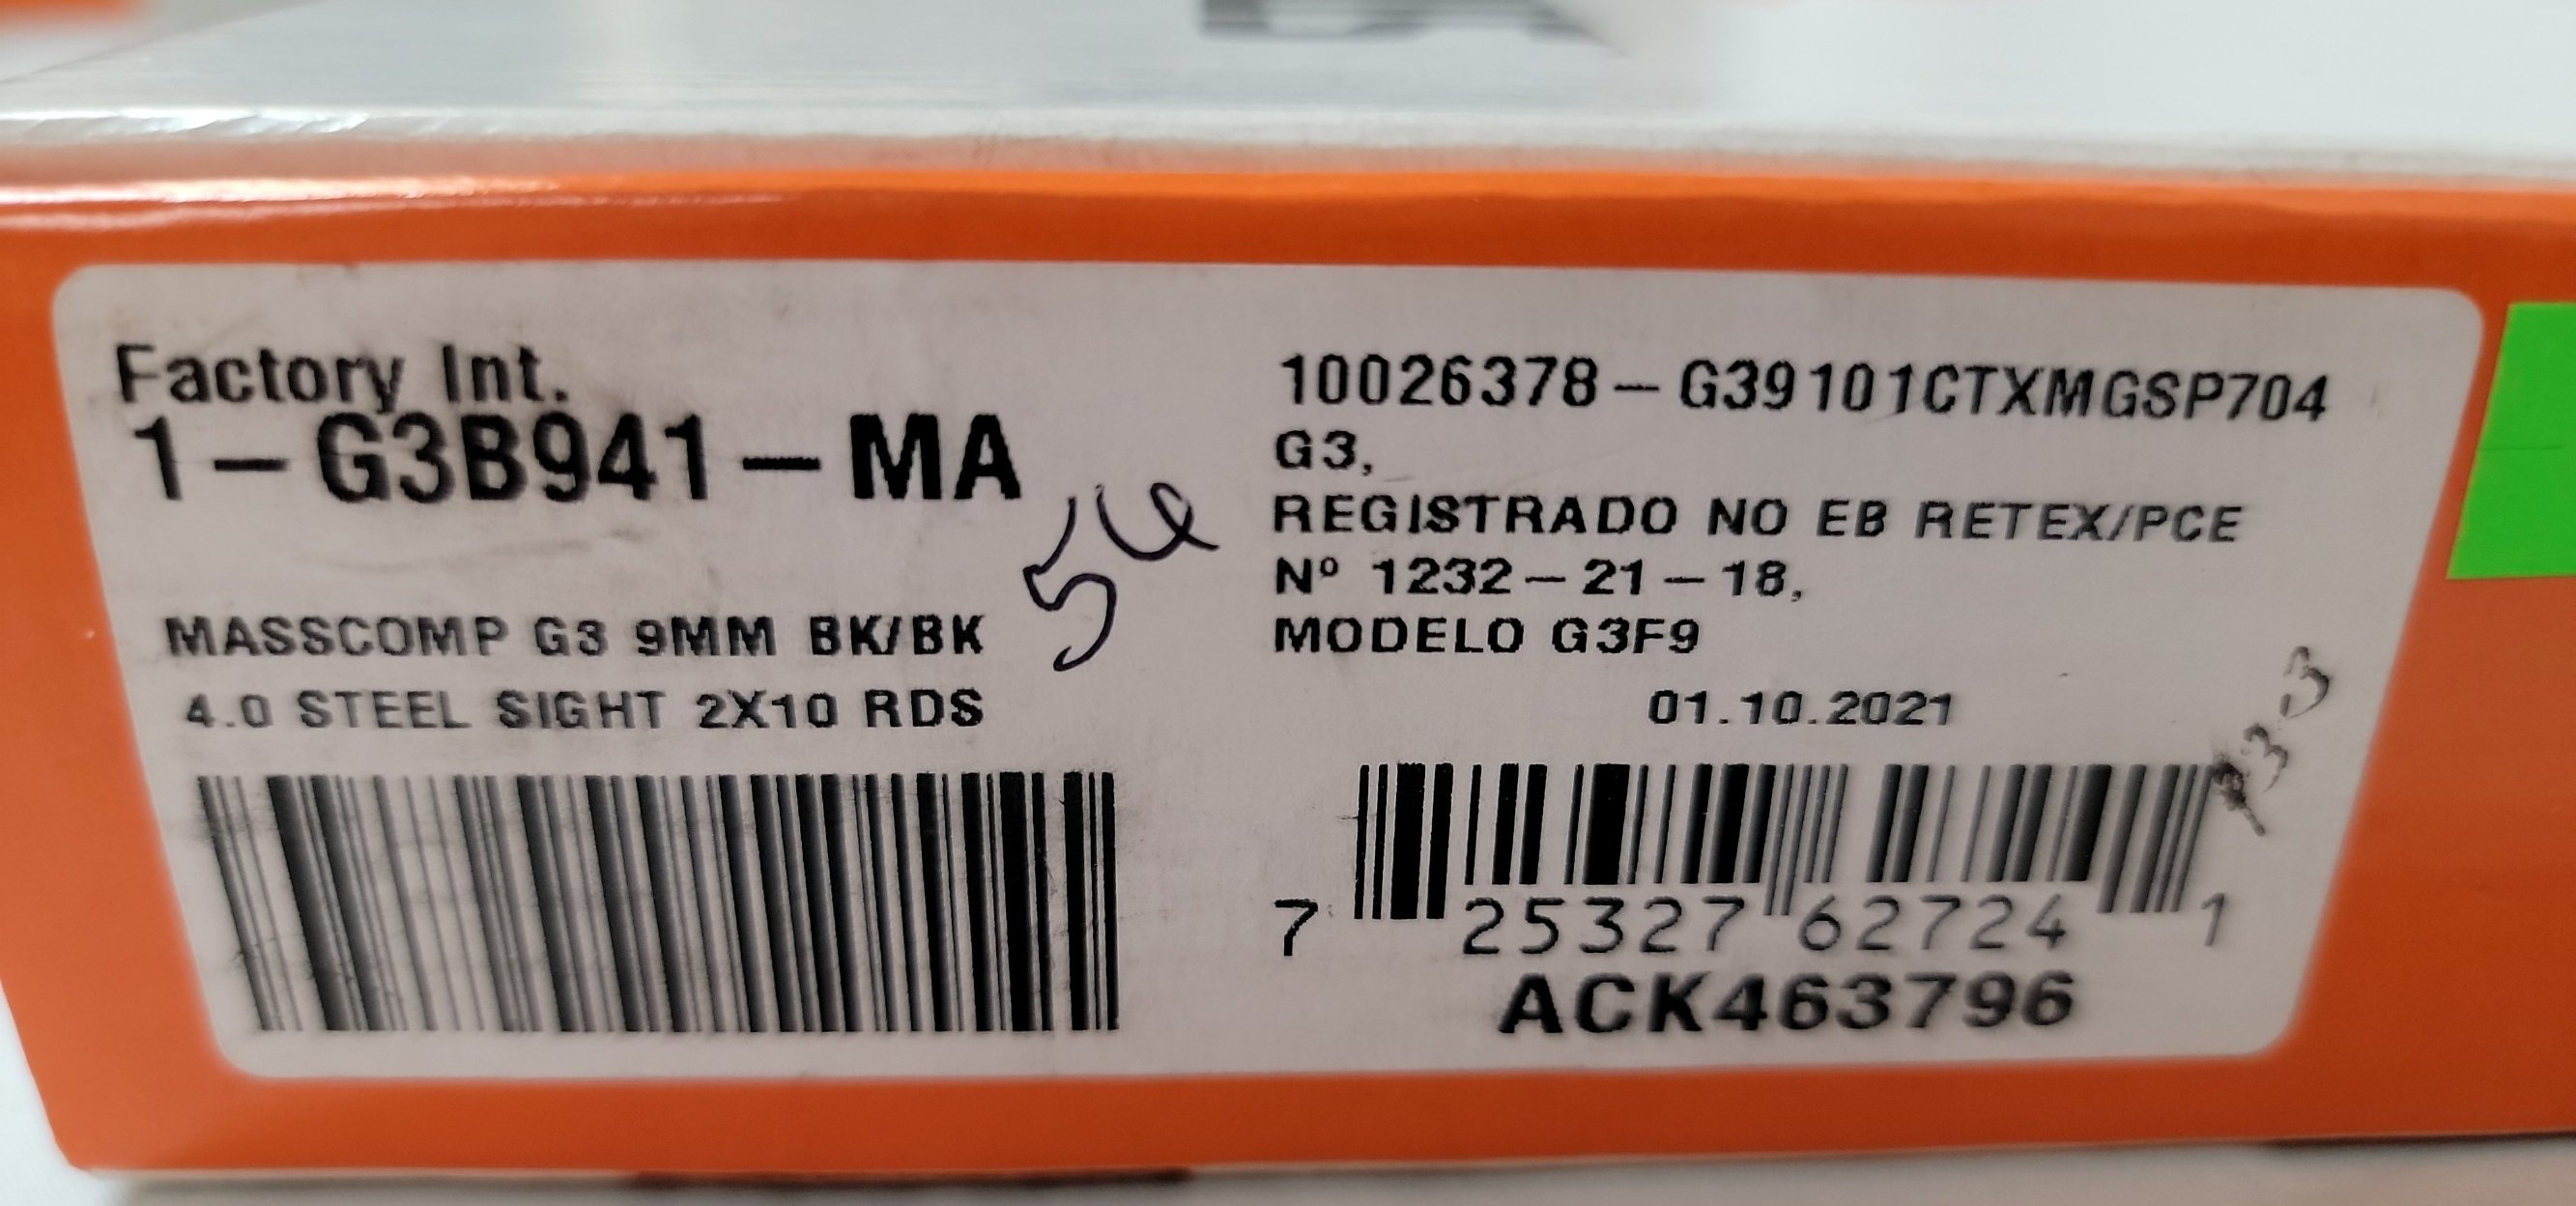 Factory Int.
1-G3B941-MA
MASSCOMP G3 9MM BK/BK
4.0 STEEL SIGHT 2X10 RDS
56
10026378-G39101CTXMGSP704
G3,
REGISTRADO NO EB RETEX/PCE
Nº 1232-21-18,
MODELO G3F9
01.10.2021
7 25327 62724 1
ACK463796